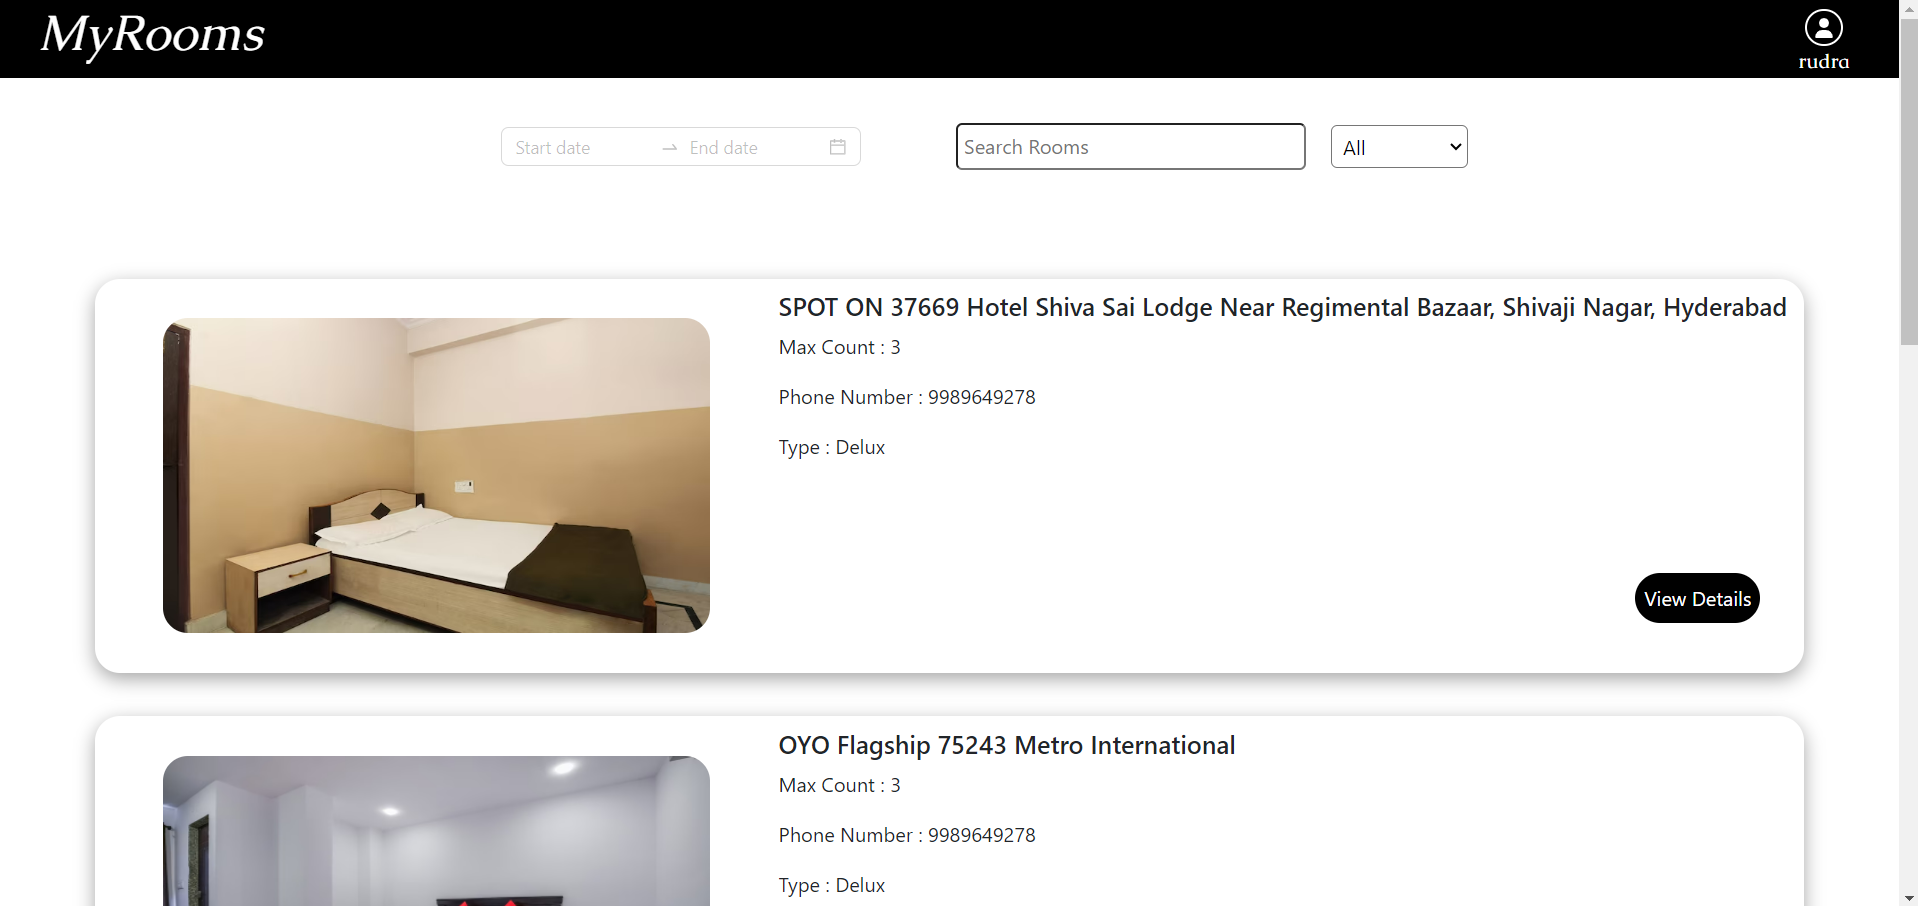 MyRooms
rudra
Start date
End date
Search Rooms
All
SPOT ON 37669 Hotel Shiva Sai Lodge Near Regimental Bazaar, Shivaji Nagar, Hyderabad
Max Count : 3
Phone Number : 9989649278
Type : Delux
View Details
OYO Flagship 75243 Metro International
Max Count : 3
Phone Number : 9989649278
Type : Delux